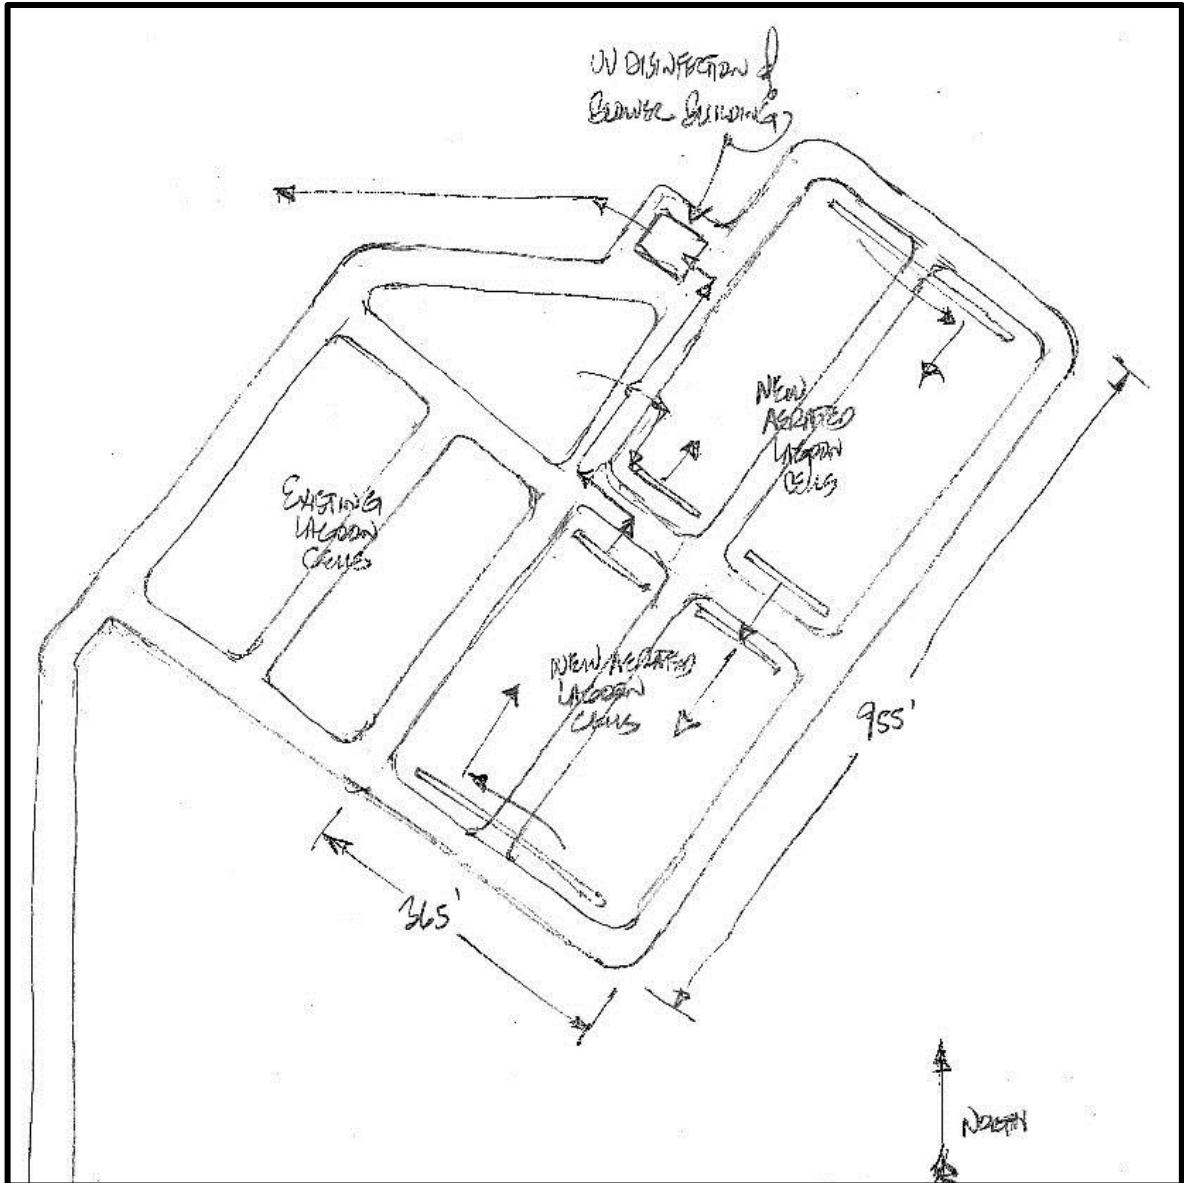 UV DISINFECTION &
BLOWER BUILDING
NEW
AERATED
LAGOON
CELLS
EXISTING
LAGOON
CELLS
NEW AERATED
LAGOON
CELLS
955'
365'
NORTH